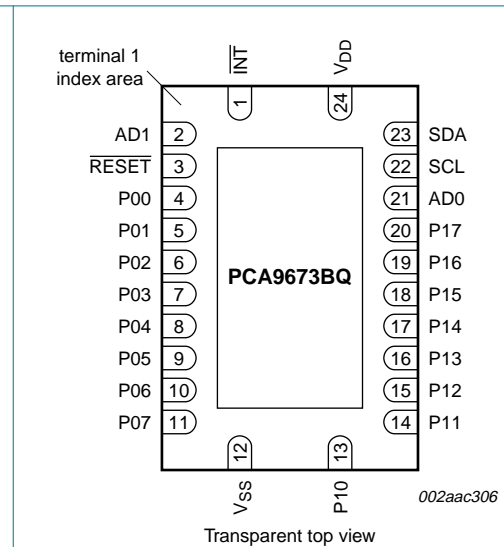 terminal 1
index area
INT
VDD
1
24
AD1 2
23 SDA
RESET 3
22 SCL
P00 4
21 AD0
P01 5
20 P17
P02 6
19 P16
P03 7
18 P15
P04 8
17 P14
P05 9
16 P13
P06 10
15 P12
P07 11
14 P11
PCA9673BQ
12
13
VSS
P10
002aac306
Transparent top view